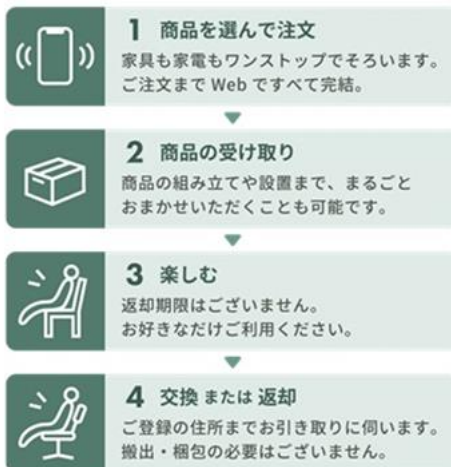 1 商品を選んで注文
家具も家電もワンストップでそろいます。
ご注文まで Web ですべて完結。
2 商品の受け取り
商品の組み立てや設置まで、まるごと
おまかせいただくことも可能です。
3 楽しむ
返却期限はございません。
お好きなだけご利用ください。
4 交換 または 返却
ご登録の住所までお引き取りに伺います。
搬出・梱包の必要はございません。